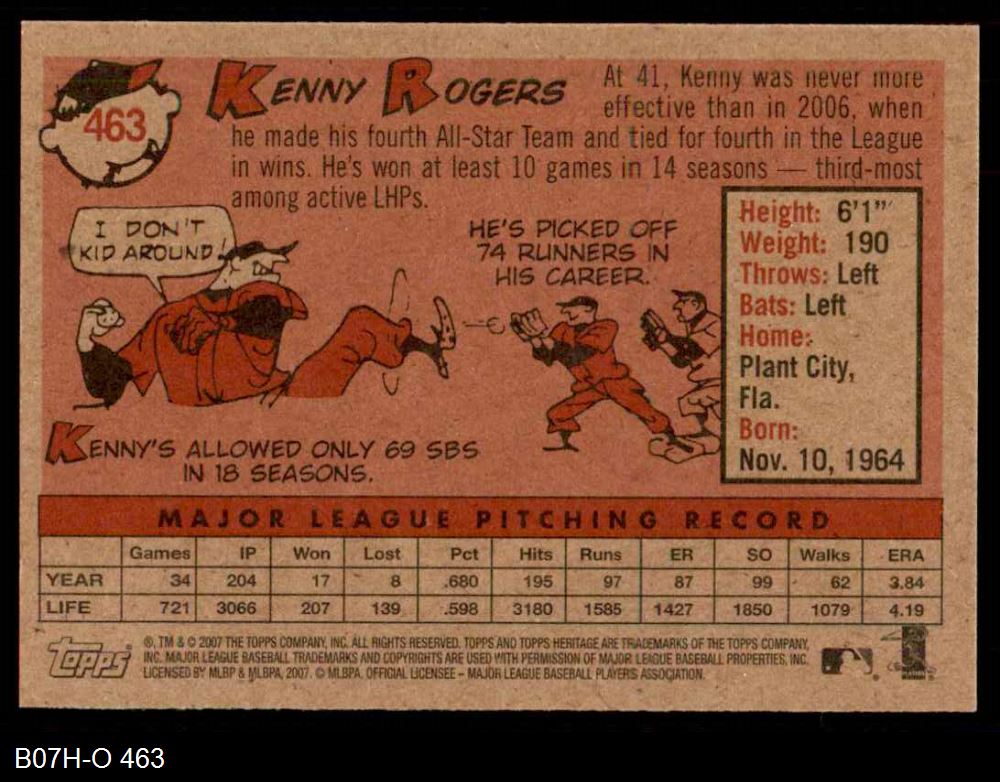 463
KENNY ROGERS
At 41, Kenny was never more
effective than in 2006, when
he made his fourth All-Star Team and tied for fourth in the League
in wins. He's won at least 10 games in 14 seasons — third-most
among active LHPs.
I DON'T
KID AROUND!
HE'S PICKED OFF
74 RUNNERS IN
HIS CAREER.
KENNY'S ALLOWED ONLY 69 SBS
IN 18 SEASONS.
Height: 6'1"
Weight: 190
Throws: Left
Bats: Left
Home:
Plant City,
Fla.
Born:
Nov. 10, 1964
MAJOR LEAGUE PITCHING RECORD
Games IP Won Lost Pct Hits Runs ER SO Walks ERA
YEAR 34 204 17 8 .680 195 97 87 99 62 3.84
LIFE 721 3066 207 139 .598 3180 1585 1427 1850 1079 4.19
Topps
®, TM & © 2007 THE TOPPS COMPANY, INC. ALL RIGHTS RESERVED. TOPPS AND TOPPS HERITAGE ARE TRADEMARKS OF THE TOPPS COMPANY,
INC. MAJOR LEAGUE BASEBALL TRADEMARKS AND COPYRIGHTS ARE USED WITH PERMISSION OF MAJOR LEAGUE BASEBALL PROPERTIES, INC.
LICENSED BY MLBP & MLBPA, 2007. © MLBPA. OFFICIAL LICENSEE – MAJOR LEAGUE BASEBALL PLAYERS ASSOCIATION.
B07H-O 463